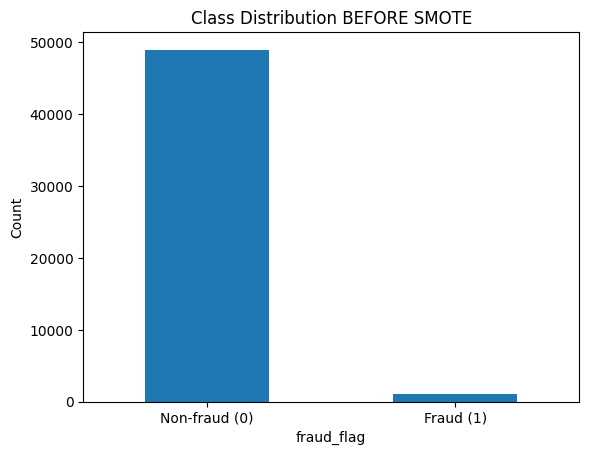 Class Distribution BEFORE SMOTE
50000
40000
30000
20000
10000
0
Count
Non-fraud (0) Fraud (1)
fraud_flag